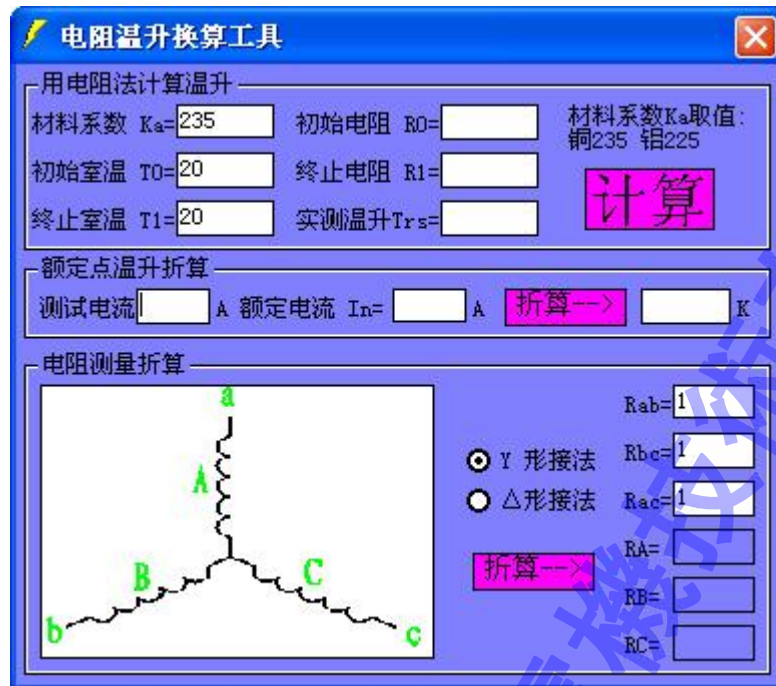 电阻温升换算工具
用电阻法计算温升
材料系数 Ka= 235 初始电阻 R0= 材料系数Ka取值:
铜235 铝225
初始室温 T0= 20 终止电阻 R1=
计算
终止室温 T1= 20 实测温升Trs=
额定点温升折算
测试电流 A 额定电流 In= A 折算--> K
电阻测量折算
a
A
B
C
b
c
Y 形接法
△形接法
折算-->
Rab= 1
Rbc= 1
Rac= 1
RA=
RB=
RC=
機技術